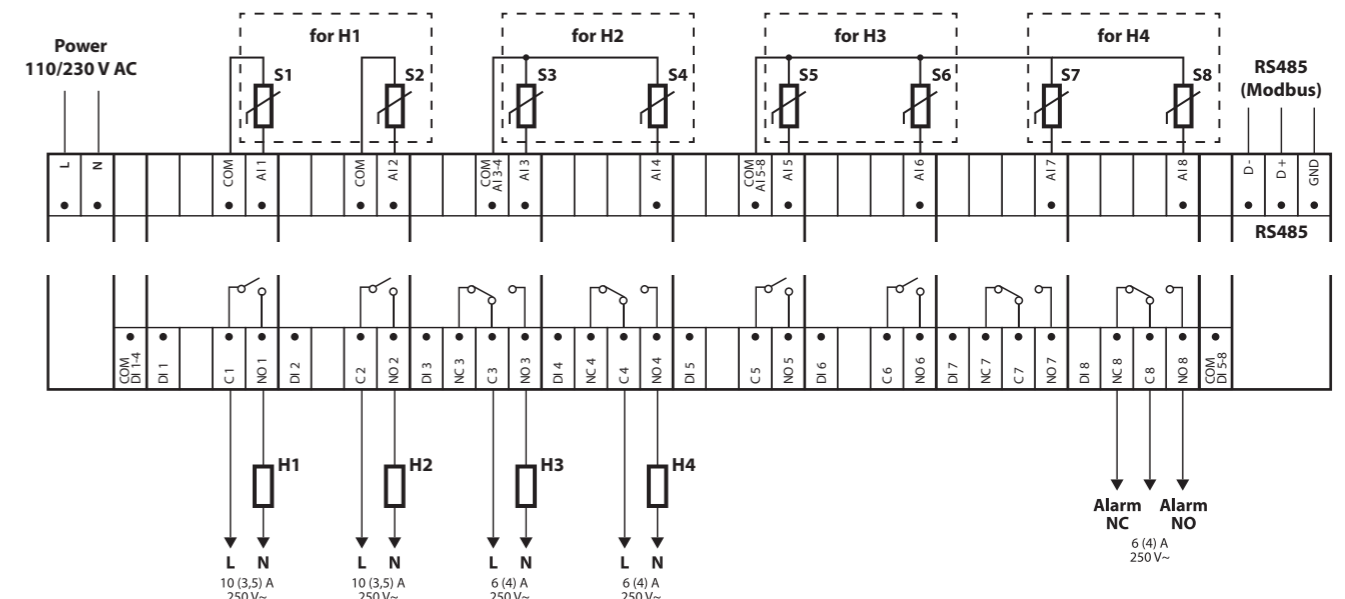 Power
110/230 V AC
for H1
for H2
for H3
for H4
S1
S2
S3
S4
S5
S6
S7
S8
RS485
(Modbus)
L
N
COM
AI 1
COM
AI 2
COM
AI 3-4
AI 3
AI 4
COM
AI 5-8
AI 5
AI 6
AI 7
AI 8
D -
D +
GND
RS485
COM
DI 1-4
DI 1
C 1
NO 1
DI 2
C 2
NO 2
DI 3
NC 3
C 3
NO 3
DI 4
NC 4
C 4
NO 4
DI 5
C 5
NO 5
DI 6
C 6
NO 6
DI 7
NC 7
C 7
NO 7
DI 8
NC 8
C 8
NO 8
COM
DI 5-8
H1
H2
H3
H4
L
N
10 (3,5) A
250 V~
L
N
10 (3,5) A
250 V~
L
N
6 (4) A
250 V~
L
N
6 (4) A
250 V~
Alarm
NC
Alarm
NO
6 (4) A
250 V~